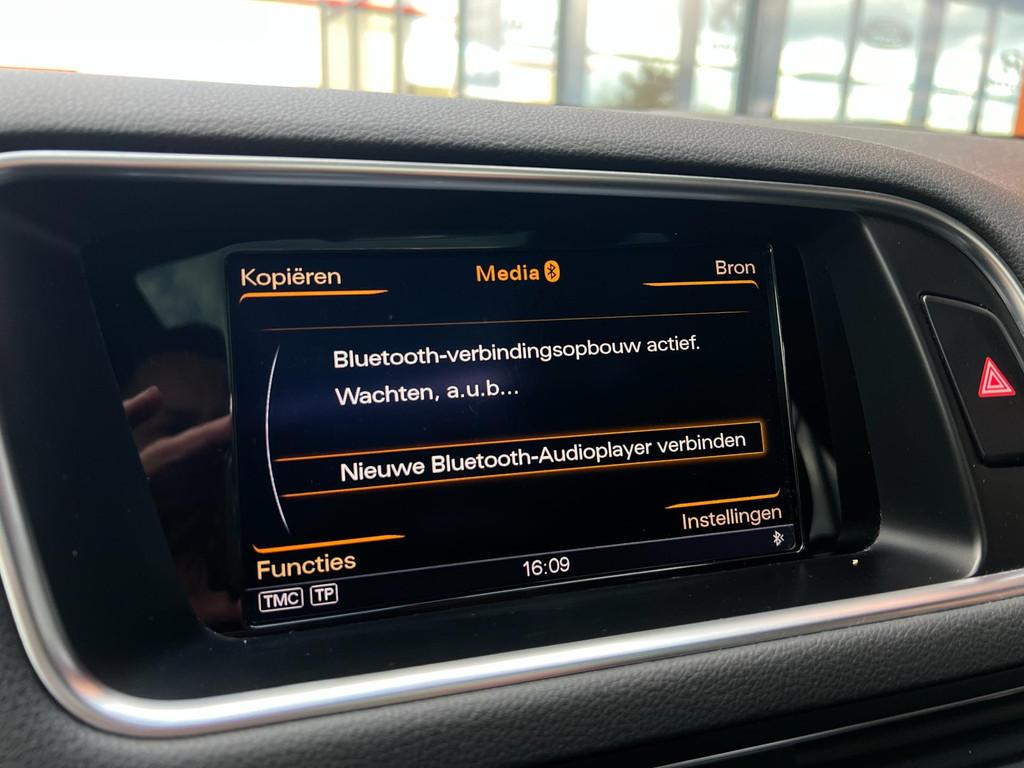 Kopiëren
Media
Bron
Bluetooth-verbindingsopbouw actief.
Wachten, a.u.b...
Nieuwe Bluetooth-Audioplayer verbinden
Instellingen
Functies
16:09
TMC TP